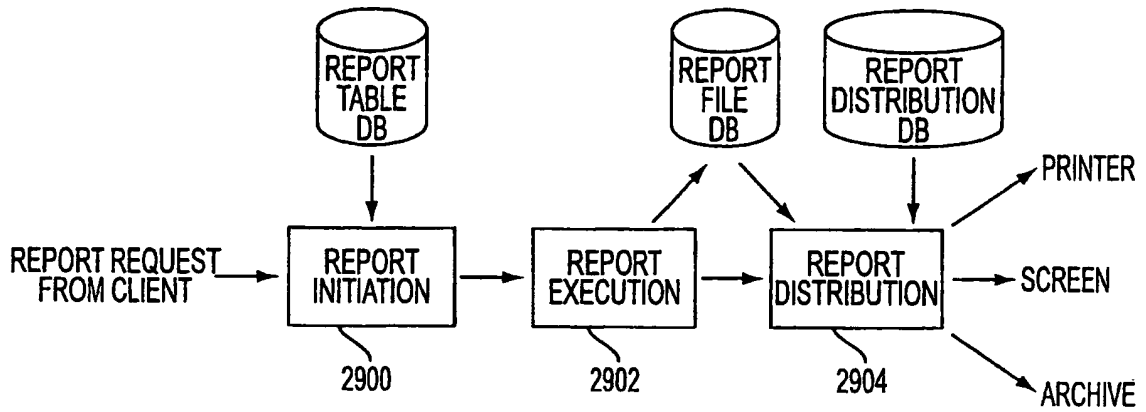 REPORT
TABLE
DB
REPORT
FILE
DB
REPORT
DISTRIBUTION
DB
PRINTER
REPORT REQUEST
FROM CLIENT
REPORT
INITIATION
REPORT
EXECUTION
REPORT
DISTRIBUTION
SCREEN
2900
2902
2904
ARCHIVE